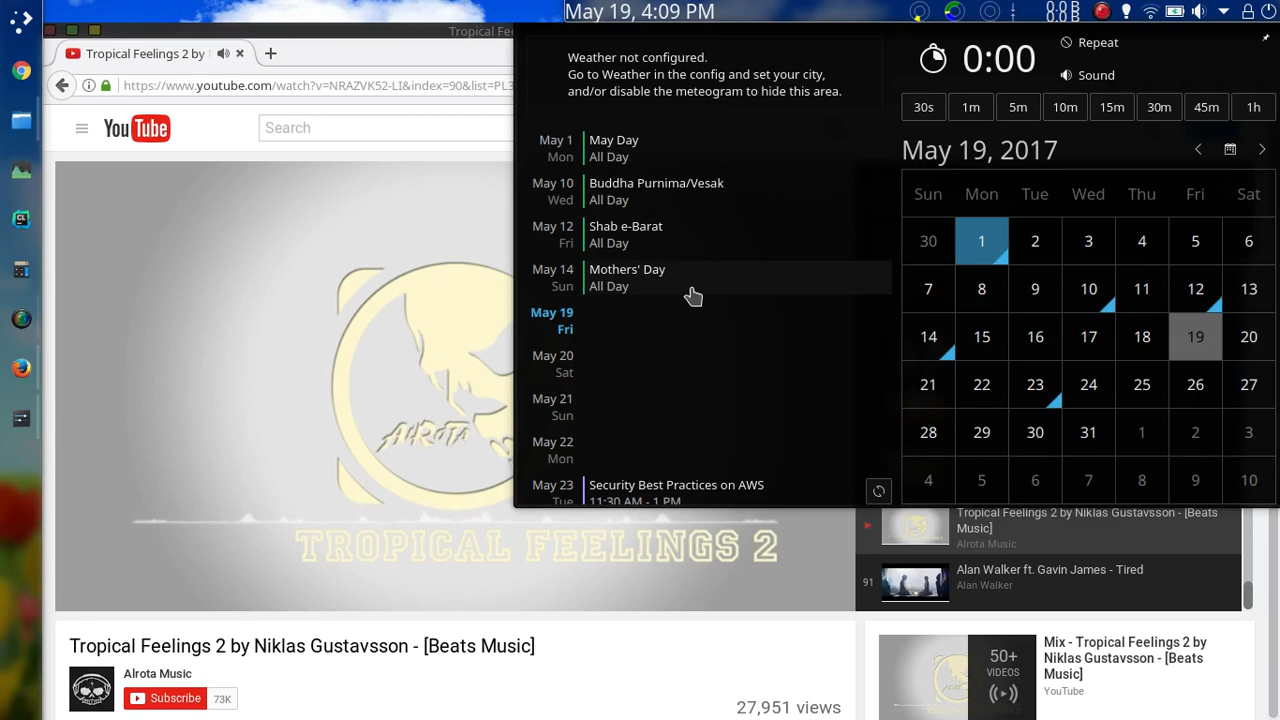 May 19, 4:09 PM
Tropical Fee
Tropical Feelings 2 by
https://www.youtube.com/watch?v=NRAZVK52-LI&index=90&list=PL3
YouTube
Search
ALROTA
TROPICAL FEELINGS 2
Weather not configured.
Go to Weather in the config and set your city,
and/or disable the meteogram to hide this area.
May 1
Mon
May Day
All Day
May 10
Wed
Buddha Purnima/Vesak
All Day
May 12
Fri
Shab e-Barat
All Day
May 14
Sun
Mothers' Day
All Day
May 19
Fri
May 20
Sat
May 21
Sun
May 22
Mon
May 23
Tue
Security Best Practices on AWS
11:30 AM - 1 PM
0:00
Repeat
Sound
30s 1m 5m 10m 15m 30m 45m 1h
May 19, 2017
Sun Mon Tue Wed Thu Fri Sat
30 1 2 3 4 5 6
7 8 9 10 11 12 13
14 15 16 17 18 19 20
21 22 23 24 25 26 27
28 29 30 31 1 2 3
4 5 6 7 8 9 10
Tropical Feelings 2 by Niklas Gustavsson - [Beats
Music]
Alrota Music
91
Alan Walker ft. Gavin James - Tired
Alan Walker
Tropical Feelings 2 by Niklas Gustavsson - [Beats Music]
Alrota Music
Subscribe 73K
27,951 views
50+
VIDEOS
Mix - Tropical Feelings 2 by
Niklas Gustavsson - [Beats
Music]
YouTube